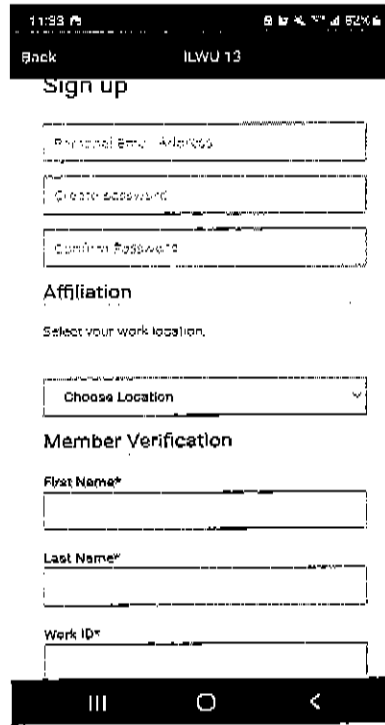 11:33 82%
Back ILWU 13
Sign up
Personal Email Address
Create password
Confirm Password
Affiliation
Select your work location.
Choose Location
Member Verification
First Name*
Last Name*
Work ID*